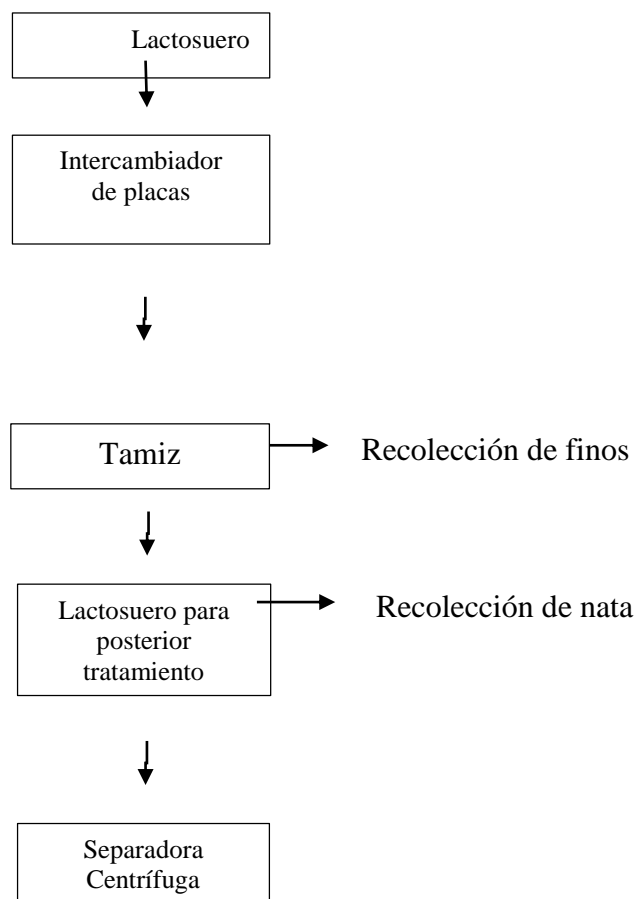 Lactosuero
Intercambiador
de placas
Tamiz
Recolección de finos
Lactosuero para
posterior
tratamiento
Recolección de nata
Separadora
Centrífuga